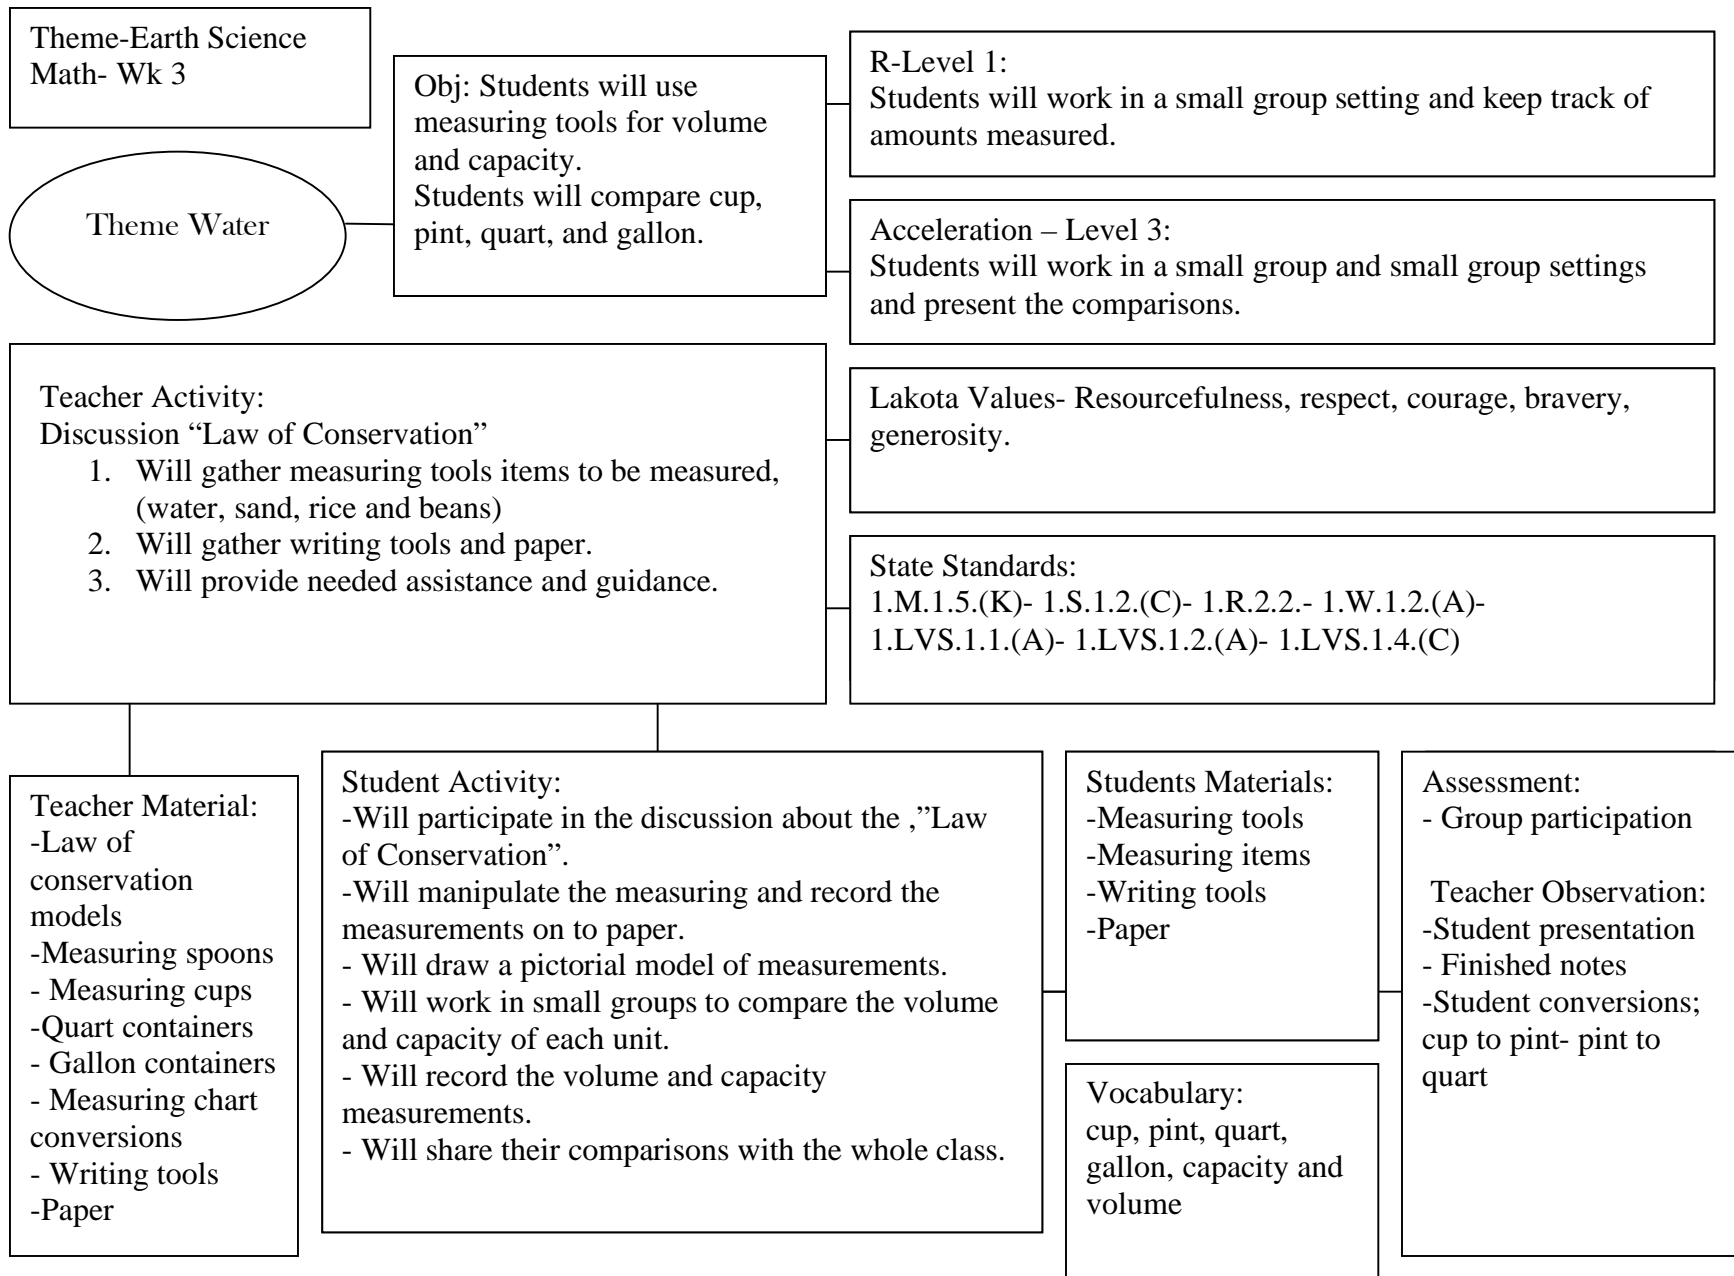 Theme-Earth Science
Math- Wk 3
Theme Water
Obj: Students will use
measuring tools for volume
and capacity.
Students will compare cup,
pint, quart, and gallon.
R-Level 1:
Students will work in a small group setting and keep track of
amounts measured.
Acceleration – Level 3:
Students will work in a small group and small group settings
and present the comparisons.
Teacher Activity:
Discussion “Law of Conservation”
1. Will gather measuring tools items to be measured,
(water, sand, rice and beans)
2. Will gather writing tools and paper.
3. Will provide needed assistance and guidance.
Lakota Values- Resourcefulness, respect, courage, bravery,
generosity.
State Standards:
1.M.1.5.(K)- 1.S.1.2.(C)- 1.R.2.2.- 1.W.1.2.(A)-
1.LVS.1.1.(A)- 1.LVS.1.2.(A)- 1.LVS.1.4.(C)
Teacher Material:
-Law of
conservation
models
-Measuring spoons
- Measuring cups
-Quart containers
- Gallon containers
- Measuring chart
conversions
- Writing tools
-Paper
Student Activity:
-Will participate in the discussion about the ,”Law
of Conservation”.
-Will manipulate the measuring and record the
measurements on to paper.
- Will draw a pictorial model of measurements.
- Will work in small groups to compare the volume
and capacity of each unit.
- Will record the volume and capacity
measurements.
- Will share their comparisons with the whole class.
Students Materials:
-Measuring tools
-Measuring items
-Writing tools
-Paper
Vocabulary:
cup, pint, quart,
gallon, capacity and
volume
Assessment:
- Group participation
Teacher Observation:
-Student presentation
- Finished notes
-Student conversions;
cup to pint- pint to
quart